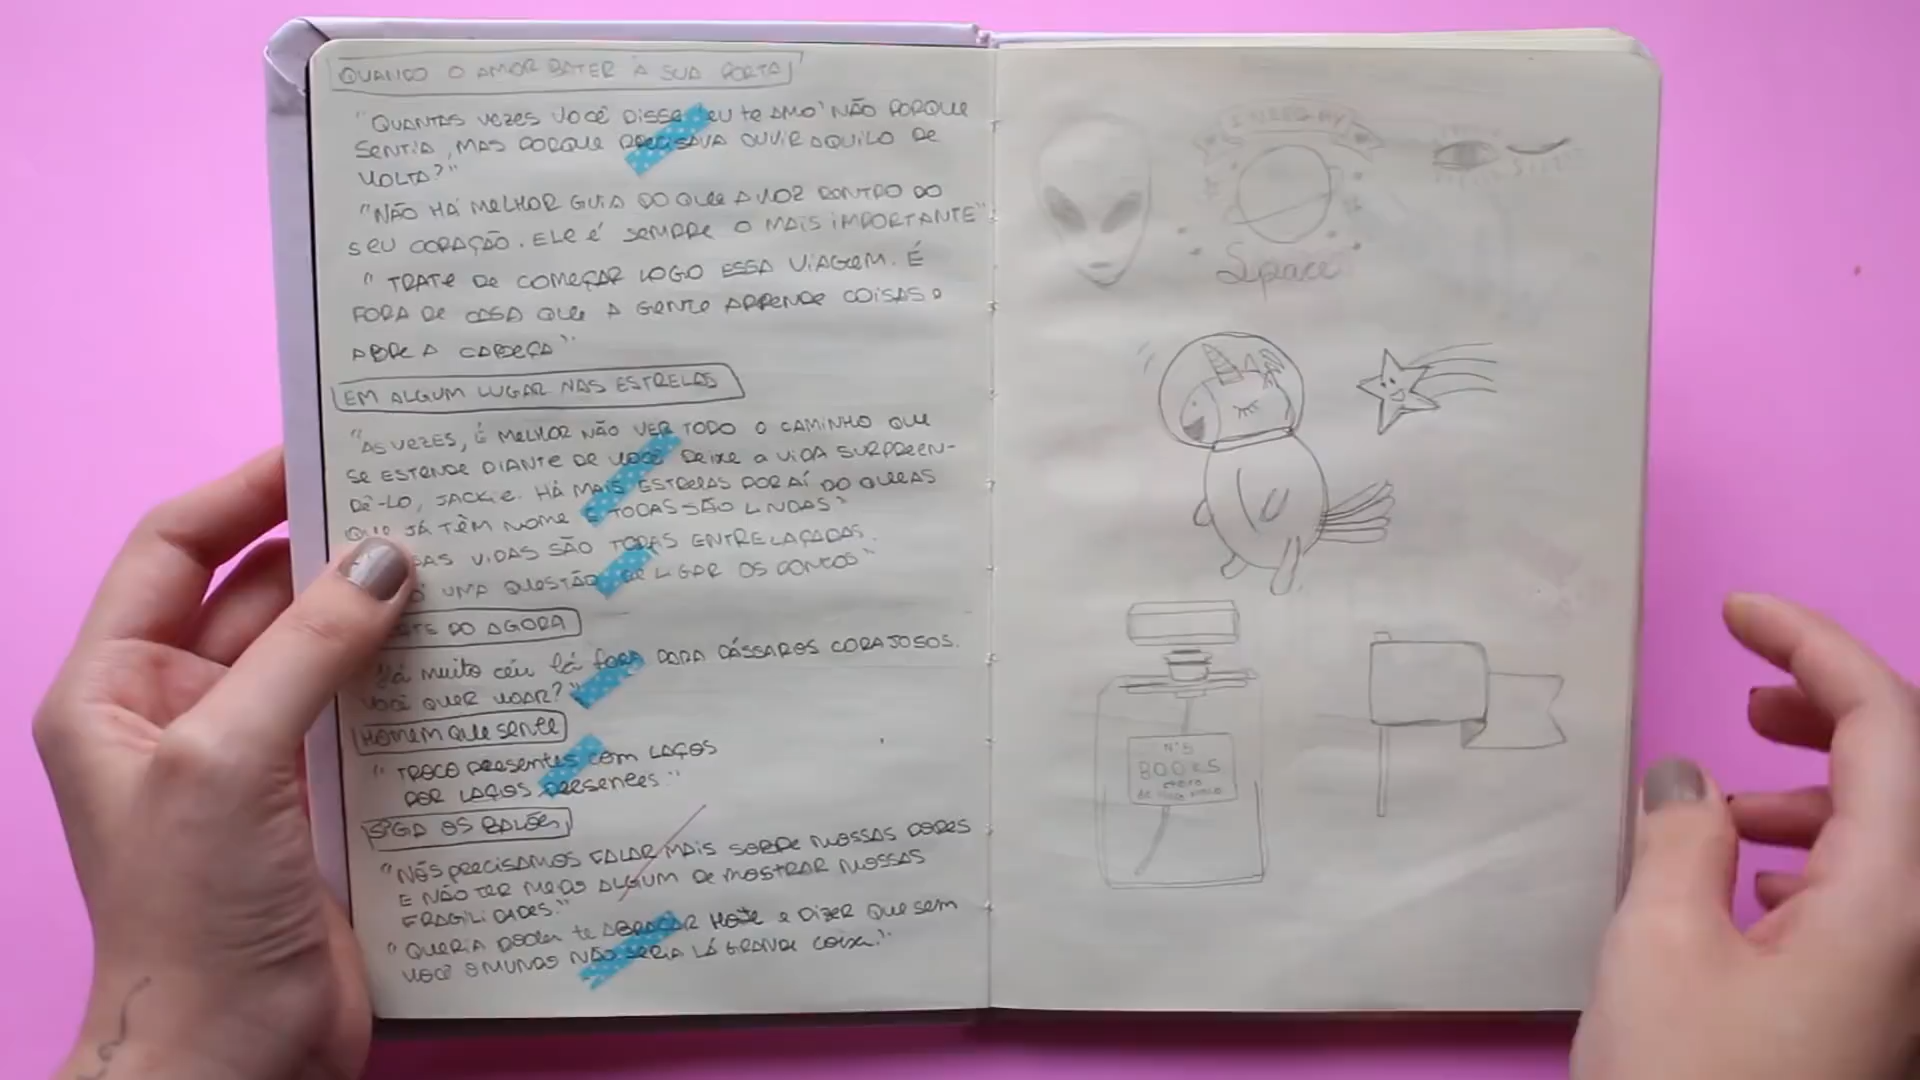 QUANDO O AMOR BATER À SUA PORTA
"QUANTAS VEZES VOCÊ DISSE 'EU TE AMO' NÃO PORQUE
SENTIA, MAS PORQUE PRECISAVA OUVIR AQUILO DE
VOLTA?"
"NÃO HÁ MELHOR GUIA DO QUE A VOZ DENTRO DO
SEU CORAÇÃO. ELE É SEMPRE O MAIS IMPORTANTE"
"TRATE DE COMEÇAR LOGO ESSA VIAGEM. É
FORA DE CASA QUE A GENTE APRENDE COISAS E
ABRE A CABEÇA"
EM ALGUM LUGAR NAS ESTRELAS
"ÀS VEZES, É MELHOR NÃO VER TODO O CAMINHO QUE
SE ESTENDE DIANTE DE VOCÊ DEIXE A VIDA SURPREEN-
DÊ-LO, JACKIE. HÁ MAIS ESTRELAS POR AÍ DO QUE AS
QUE JÁ TÊM NOME E TODAS SÃO LINDAS"
VIDAS SÃO TODAS ENTRELAÇADAS.
UMA QUESTÃO DE LIGAR OS PONTOS"
DO AGORA
"Há muito céu lá fora PARA PÁSSAROS CORAJOSOS.
VOCÊ QUER VOAR?"
HOMEM QUE SENTE
"TROCO PRESENTES COM LAÇOS
POR LAÇOS PRESENTES."
SIGA OS BALÕES
"NÓS PRECISAMOS FALAR MAIS SOBRE NOSSAS DORES
E NÃO TER MEDO ALGUM DE MOSTRAR NOSSAS
FRAGILIDADES."
"QUERIA PODER TE ABRAÇAR HOJE E DIZER QUE SEM
VOCÊ O MUNDO NÃO SERIA LÁ GRANDE COISA."
I NEED MY
Space
Nº5
BOOKS
cheiro
de livro novo